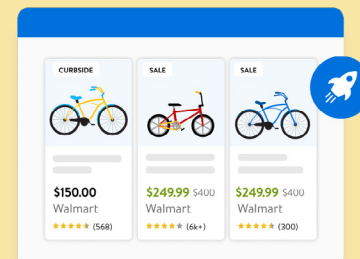 CURBSIDE
$150.00
Walmart
(568)
SALE
$249.99 $400
Walmart
(6k+)
SALE
$249.99 $400
Walmart
(300)